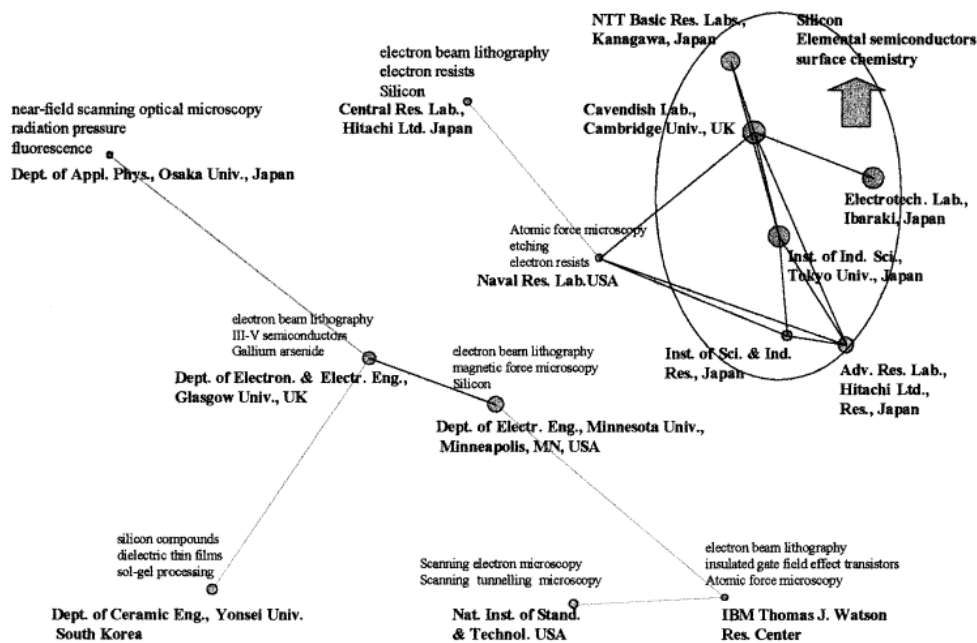 NTT Basic Res. Labs.,
Kanagawa, Japan
Silicon
Elemental semiconductors
surface chemistry
electron beam lithography
electron resists
Silicon
Central Res. Lab.,
Hitachi Ltd. Japan
Cavendish Lab.,
Cambridge Univ., UK
near-field scanning optical microscopy
radiation pressure
fluorescence
Dept. of Appl. Phys., Osaka Univ., Japan
Electrotech. Lab.,
Ibaraki, Japan
Atomic force microscopy
etching
electron resists
Naval Res. Lab.USA
Inst. of Ind. Sci.,
Tokyo Univ., Japan
electron beam lithography
III-V semiconductors
Gallium arsenide
Dept. of Electron. & Electr. Eng.,
Glasgow Univ., UK
electron beam lithography
magnetic force microscopy
Silicon
Dept. of Electr. Eng., Minnesota Univ.,
Minneapolis, MN, USA
Inst. of Sci. & Ind.
Res., Japan
Adv. Res. Lab.,
Hitachi Ltd.,
Res., Japan
silicon compounds
dielectric thin films
sol-gel processing
Dept. of Ceramic Eng., Yonsei Univ.
South Korea
Scanning electron microscopy
Scanning tunnelling microscopy
Nat. Inst. of Stand.
& Technol. USA
electron beam lithography
insulated gate field effect transistors
Atomic force microscopy
IBM Thomas J. Watson
Res. Center